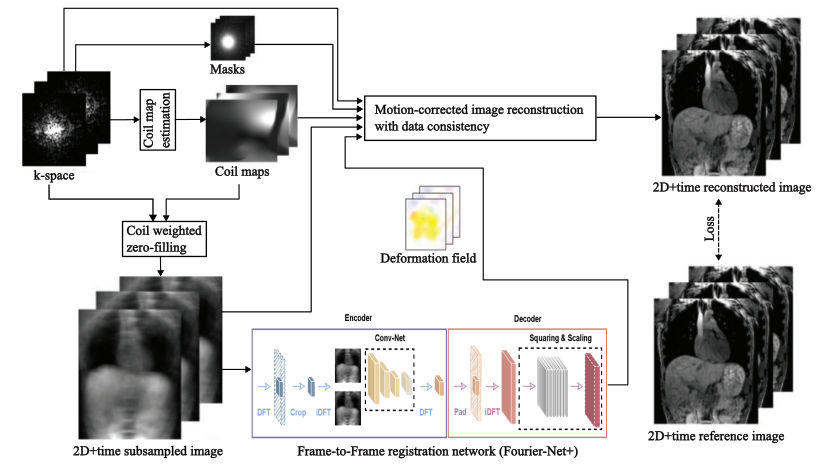 Masks
Coil map
estimation
Motion-corrected image reconstruction
with data consistency
k-space
Coil maps
2D+time reconstructed image
Coil weighted
zero-filling
Deformation field
Loss
Encoder
Decoder
Conv-Net
Squaring & Scaling
DFT
Crop
iDFT
DFT
Pad
iDFT
2D+time subsampled image
Frame-to-Frame registration network (Fourier-Net+)
2D+time reference image